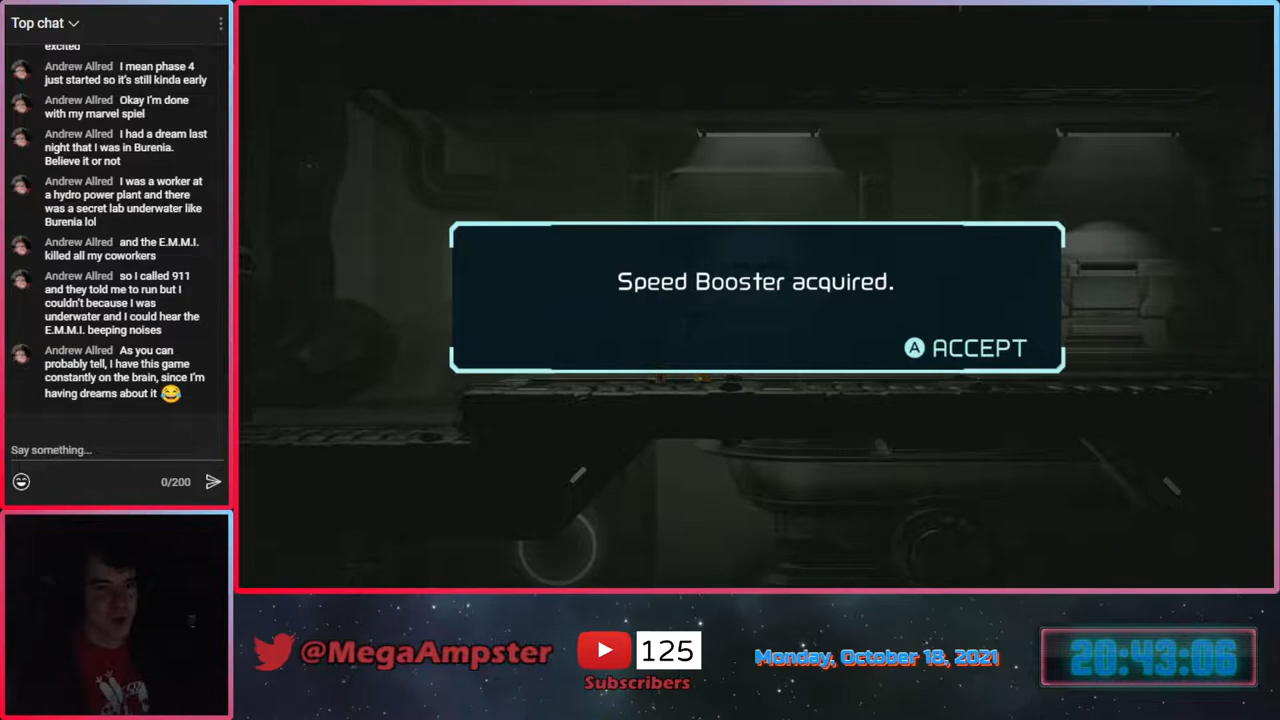 Top chat
excited
Andrew Allred I mean phase 4
just started so it's still kinda early
Andrew Allred Okay I'm done
with my marvel spiel
Andrew Allred I had a dream last
night that I was in Burenia.
Believe it or not
Andrew Allred I was a worker at
a hydro power plant and there
was a secret lab underwater like
Burenia lol
Andrew Allred and the E.M.M.I.
killed all my coworkers
Andrew Allred so I called 911
and they told me to run but I
couldn't because I was
underwater and I could hear the
E.M.M.I. beeping noises
Andrew Allred As you can
probably tell, I have this game
constantly on the brain, since I'm
having dreams about it 😂
Say something...
0/200
Speed Booster acquired.
A ACCEPT
@MegaAmpster
125
Subscribers
Monday, October 18, 2021
20:43:06